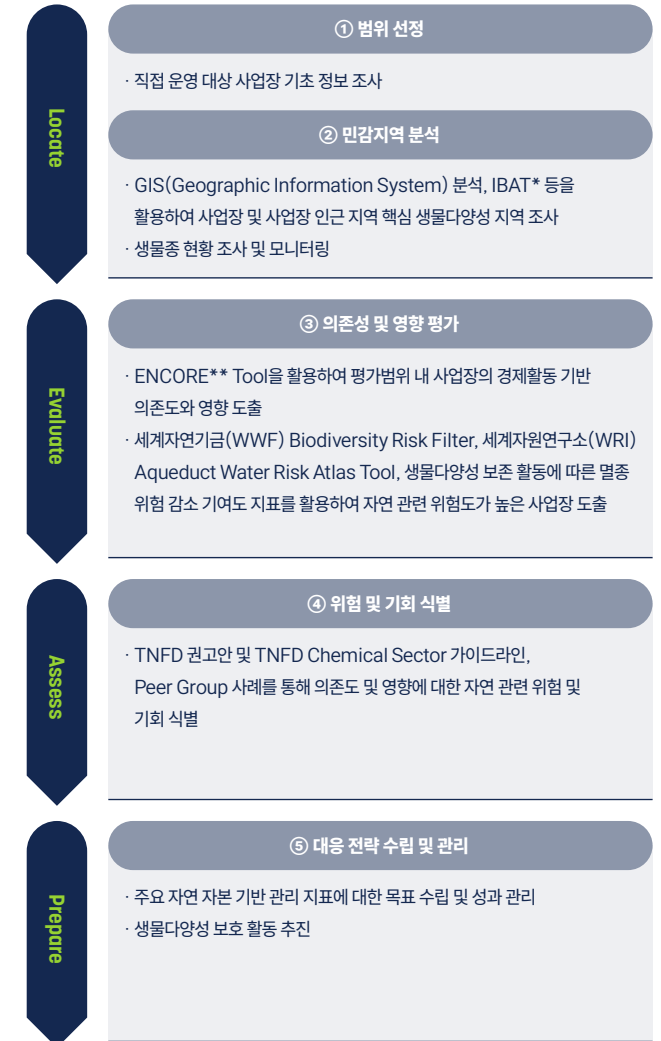 Locate
① 범위 선정
· 직접 운영 대상 사업장 기초 정보 조사
② 민감지역 분석
· GIS(Geographic Information System) 분석, IBAT* 등을
활용하여 사업장 및 사업장 인근 지역 핵심 생물다양성 지역 조사
· 생물종 현황 조사 및 모니터링
Evaluate
③ 의존성 및 영향 평가
· ENCORE** Tool을 활용하여 평가범위 내 사업장의 경제활동 기반
의존도와 영향 도출
· 세계자연기금(WWF) Biodiversity Risk Filter, 세계자원연구소(WRI)
Aqueduct Water Risk Atlas Tool, 생물다양성 보존 활동에 따른 멸종
위험 감소 기여도 지표를 활용하여 자연 관련 위험도가 높은 사업장 도출
Assess
④ 위험 및 기회 식별
· TNFD 권고안 및 TNFD Chemical Sector 가이드라인,
Peer Group 사례를 통해 의존도 및 영향에 대한 자연 관련 위험 및
기회 식별
Prepare
⑤ 대응 전략 수립 및 관리
· 주요 자연 자본 기반 관리 지표에 대한 목표 수립 및 성과 관리
· 생물다양성 보호 활동 추진